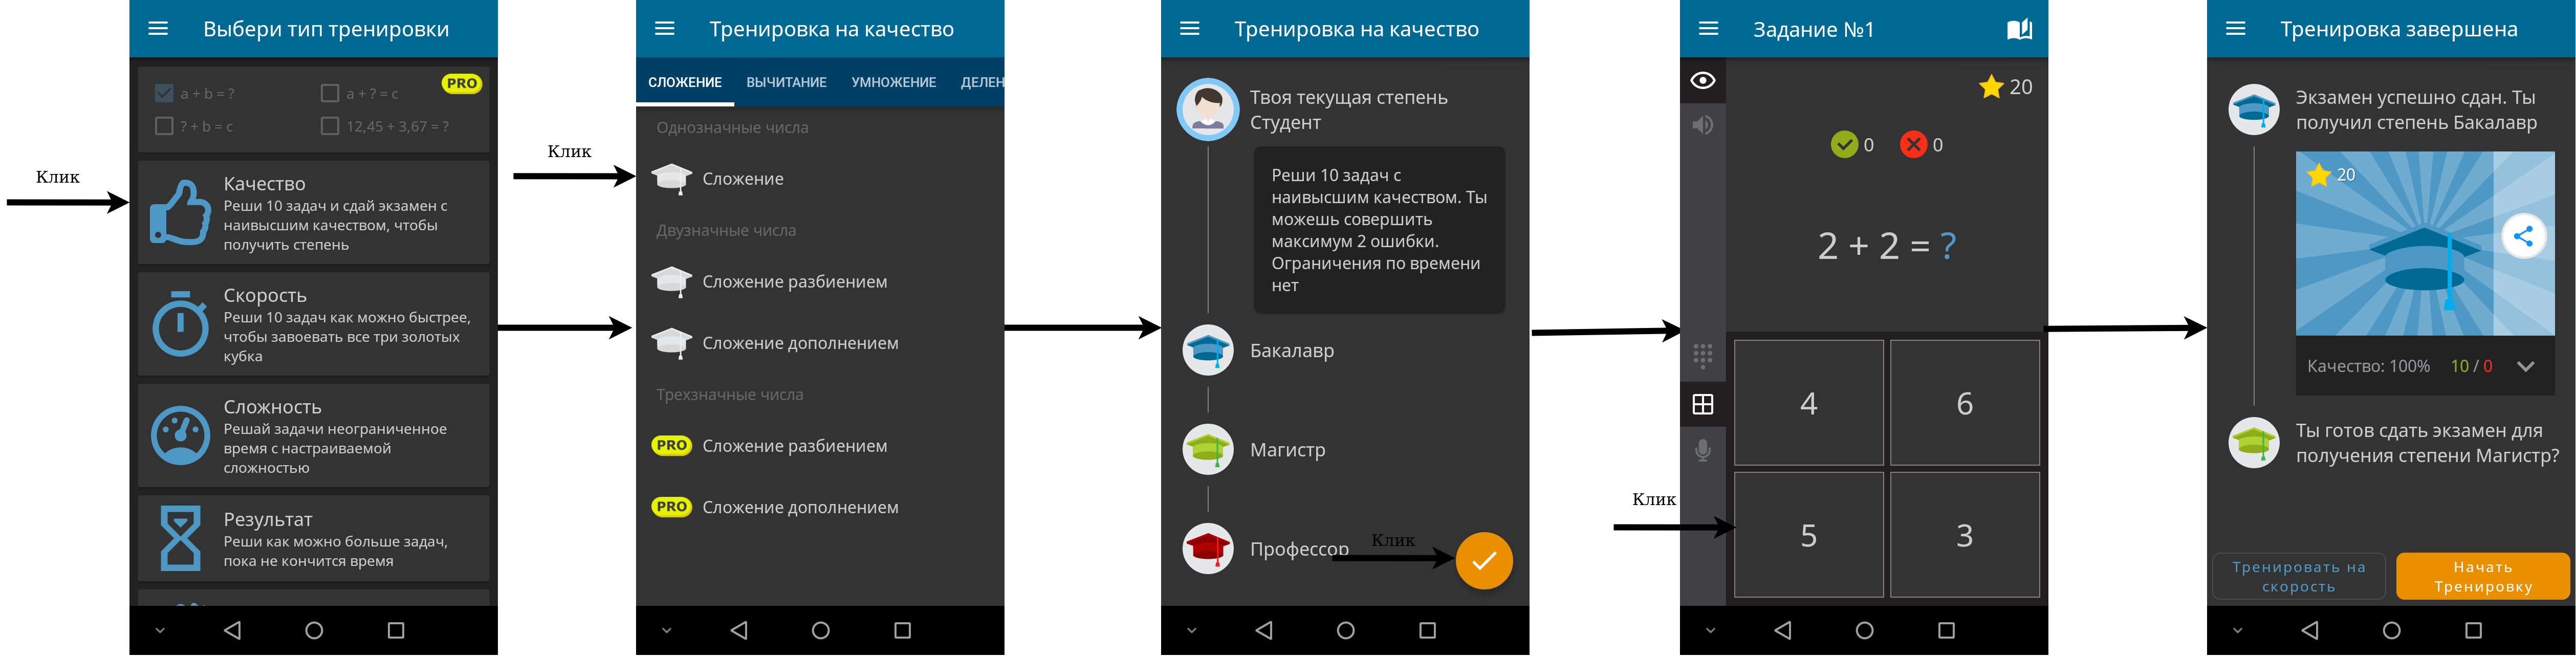 Клик
Выбери тип тренировки
a + b = ?
a + ? = c
PRO
? + b = c
12,45 + 3,67 = ?
Качество
Реши 10 задач и сдай экзамен с
наивысшим качеством, чтобы
получить степень
Скорость
Реши 10 задач как можно быстрее,
чтобы завоевать все три золотых
кубка
Сложность
Решай задачи неограниченное
время с настраиваемой
сложностью
Результат
Реши как можно больше задач,
пока не кончится время
Клик
Тренировка на качество
СЛОЖЕНИЕ ВЫЧИТАНИЕ УМНОЖЕНИЕ ДЕЛЕН
Однозначные числа
Сложение
Двузначные числа
Сложение разбиением
Сложение дополнением
Трехзначные числа
PRO Сложение разбиением
PRO Сложение дополнением
Тренировка на качество
Твоя текущая степень
Студент
Реши 10 задач с
наивысшим качеством. Ты
можешь совершить
максимум 2 ошибки.
Ограничения по времени
нет
Бакалавр
Магистр
Профессор
Клик
Задание №1
20
0 0
2 + 2 = ?
4 6
Клик
5 3
Тренировка завершена
Экзамен успешно сдан. Ты
получил степень Бакалавр
20
Качество: 100% 10 / 0
Ты готов сдать экзамен для
получения степени Магистр?
Тренировать на
скорость
Начать
Тренировку